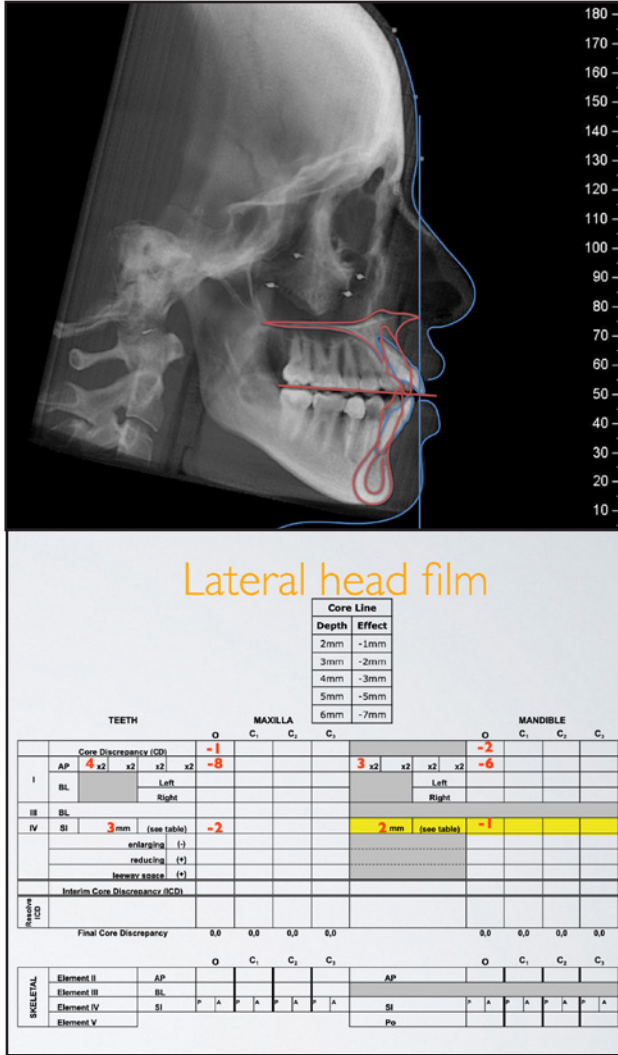 180
170
160
150
140
130
120
110
100
90
80
70
60
50
40
30
20
10
Lateral head film
Core Line
Depth Effect
2mm -1mm
3mm -2mm
4mm -3mm
5mm -5mm
6mm -7mm
TEETH MAXILLA MANDIBLE
O C1 C2 C3 O C1 C2 C3
Core Discrepancy (CD) -1 -2
I AP 4 x2 x2 x2 x2 -8 3 x2 x2 x2 x2 -6
BL Left Left
Right Right
III BL
IV SI 3 mm (see table) -2 2 mm (see table) -1
enlarging (-)
reducing (+)
leeway space (+)
Interim Core Discrepancy (ICD)
Resolve ICD
Final Core Discrepancy 0,0 0,0 0,0 0,0 0,0 0,0 0,0 0,0
O C1 C2 C3 O C1 C2 C3
SKELETAL
Element II AP AP
Element III BL
Element IV SI P A P A P A P A SI P A P A P A P A
Element V Po